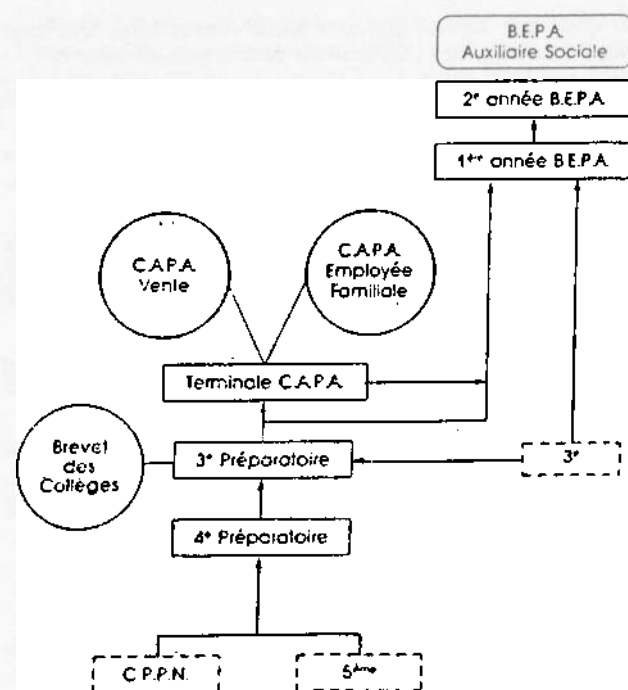 B.E.P.A.
Auxiliaire Sociale
2e année B.E.P.A.
1ère année B.E.P.A.
C.A.P.A.
Vente
C.A.P.A.
Employée
Familiale
Terminale C.A.P.A.
Brevet
des
Collèges
3e Préparatoire
3e
4e Préparatoire
C.P.P.N.
5ème